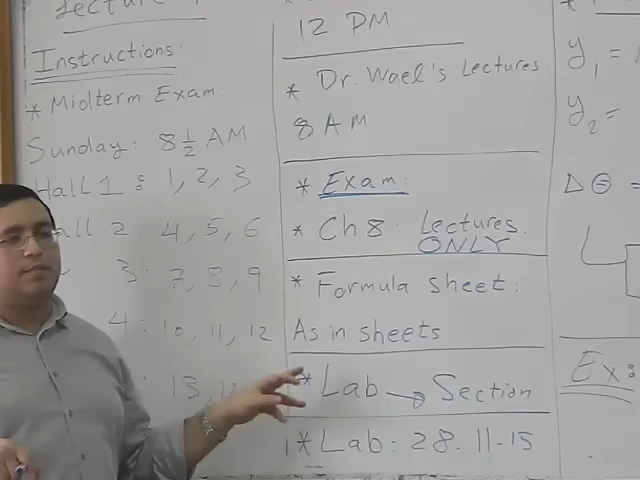 Lecture
Instructions:
* Midterm Exam
Sunday: 8 1/2 AM
Hall 1 : 1, 2, 3
2 : 4, 5, 6
3 : 7, 8, 9
4 : 10, 11, 12
: 13,
12 PM
* Dr. Wael's Lectures
8 AM
* Exam:
* Ch 8: Lectures
ONLY
* Formula sheet:
As in sheets
* Lab → Section
* Lab: 28. 11-15
y₁ =
y₂ =
Δ Θ =
Ex: